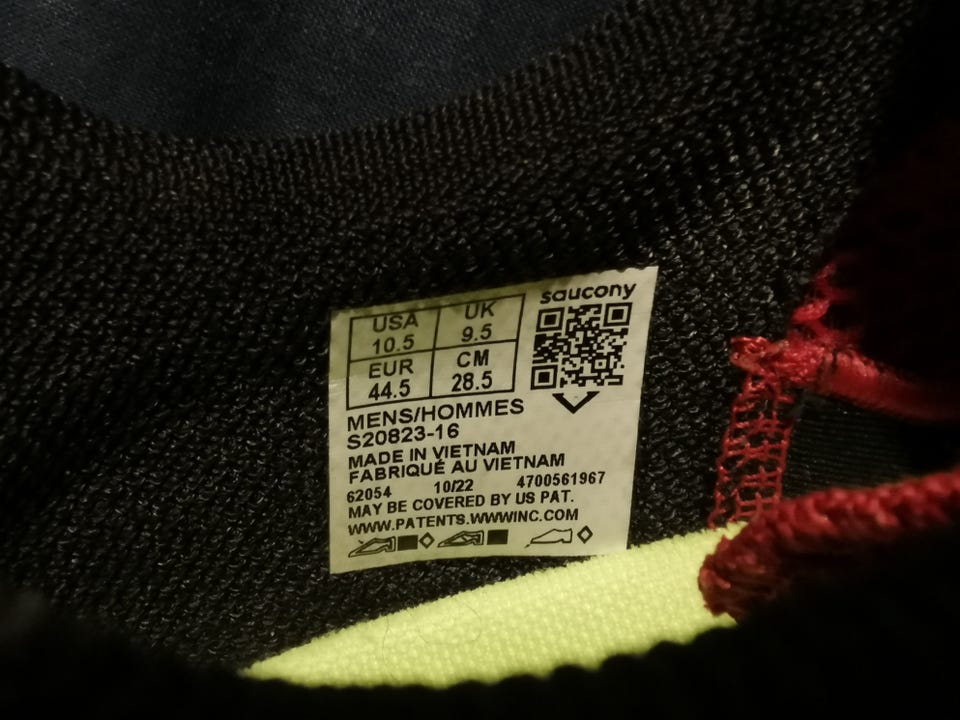 saucony
USA UK
10.5 9.5
EUR CM
44.5 28.5
MENS/HOMMES
S20823-16
MADE IN VIETNAM
FABRIQUÉ AU VIETNAM
62054 10/22 4700561967
MAY BE COVERED BY US PAT.
WWW.PATENTS.WWWINC.COM